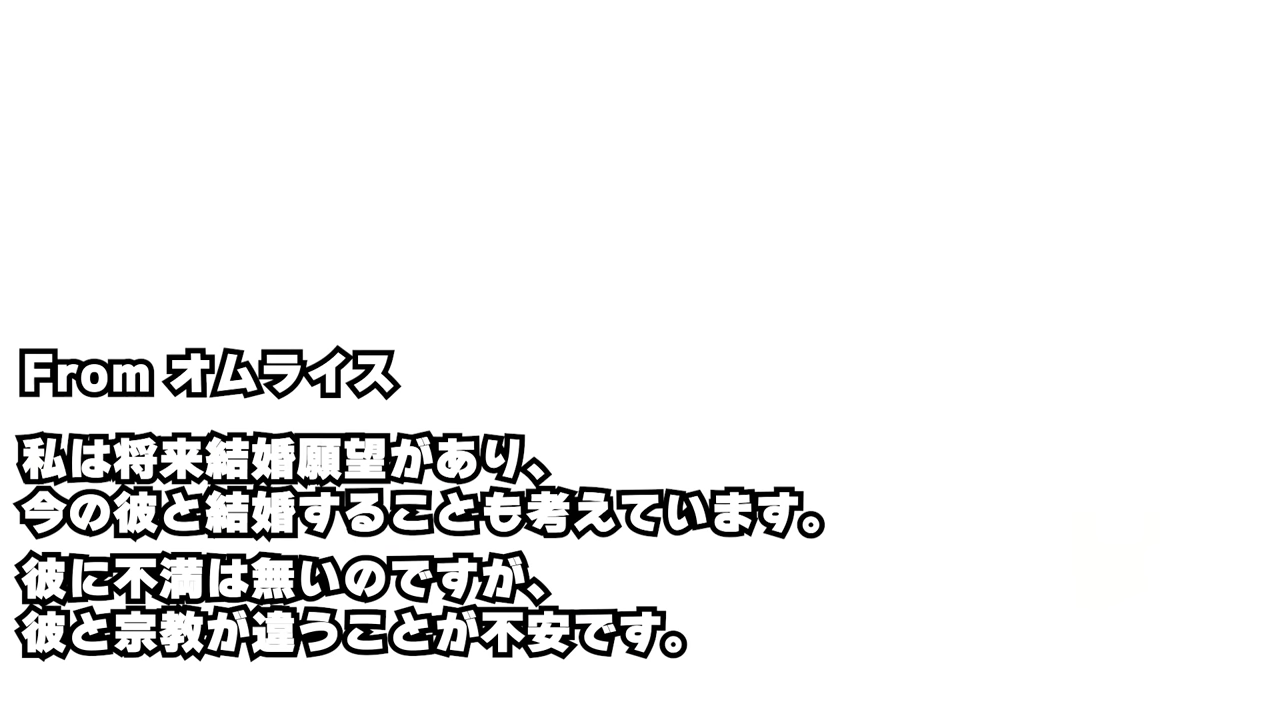 From オムライス
私は将来結婚願望があり、
今の彼と結婚することも考えています。
彼に不満は無いのですが、
彼と宗教が違うことが不安です。